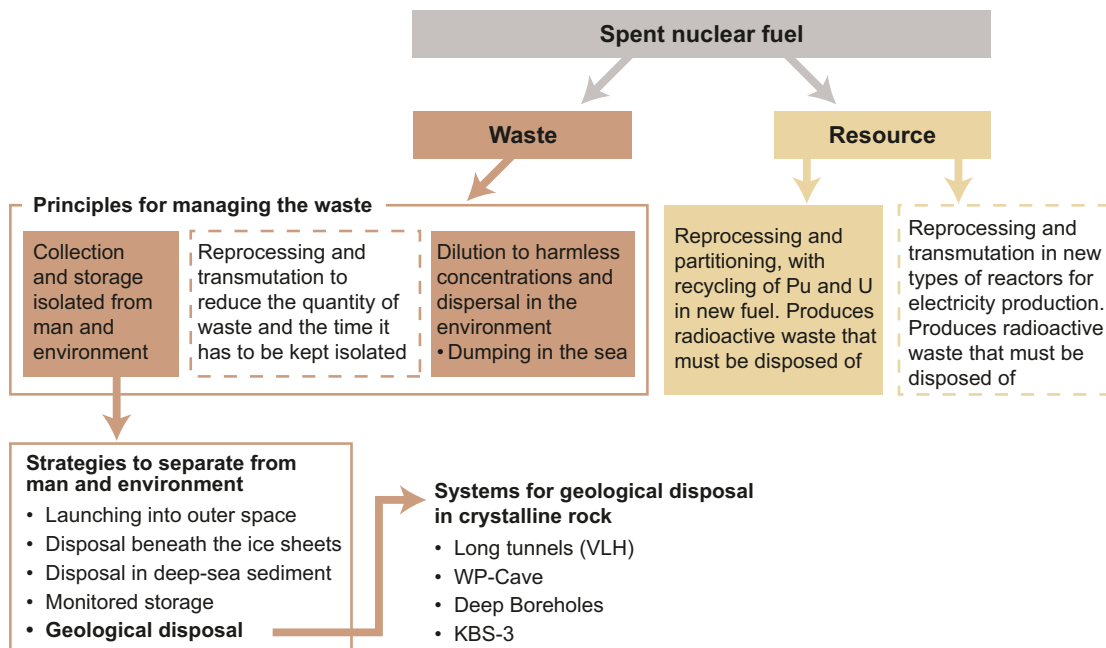 Spent nuclear fuel
Waste
Resource
Principles for managing the waste
Collection
and storage
isolated from
man and
environment
Reprocessing and
transmutation to
reduce the quantity of
waste and the time it
has to be kept isolated
Dilution to harmless
concentrations and
dispersal in the
environment
• Dumping in the sea
Reprocessing and
partitioning, with
recycling of Pu and U
in new fuel. Produces
radioactive waste that
must be disposed of
Reprocessing and
transmutation in new
types of reactors for
electricity production.
Produces radioactive
waste that must be
disposed of
Strategies to separate from
man and environment
• Launching into outer space
• Disposal beneath the ice sheets
• Disposal in deep-sea sediment
• Monitored storage
• Geological disposal
Systems for geological disposal
in crystalline rock
• Long tunnels (VLH)
• WP-Cave
• Deep Boreholes
• KBS-3